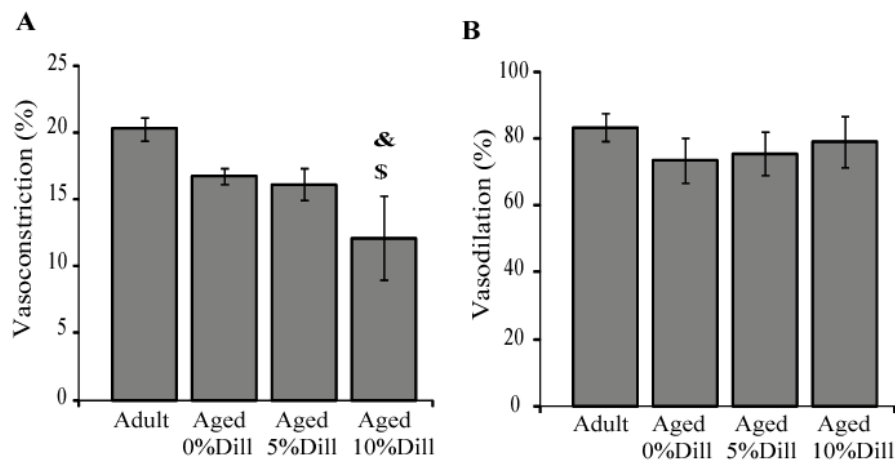 A
Vasoconstriction (%)
25
20
15
10
5
0
&
$
Adult
Aged
0%Dill
Aged
5%Dill
Aged
10%Dill
B
Vasodilation (%)
100
80
60
40
20
0
Adult
Aged
0%Dill
Aged
5%Dill
Aged
10%Dill